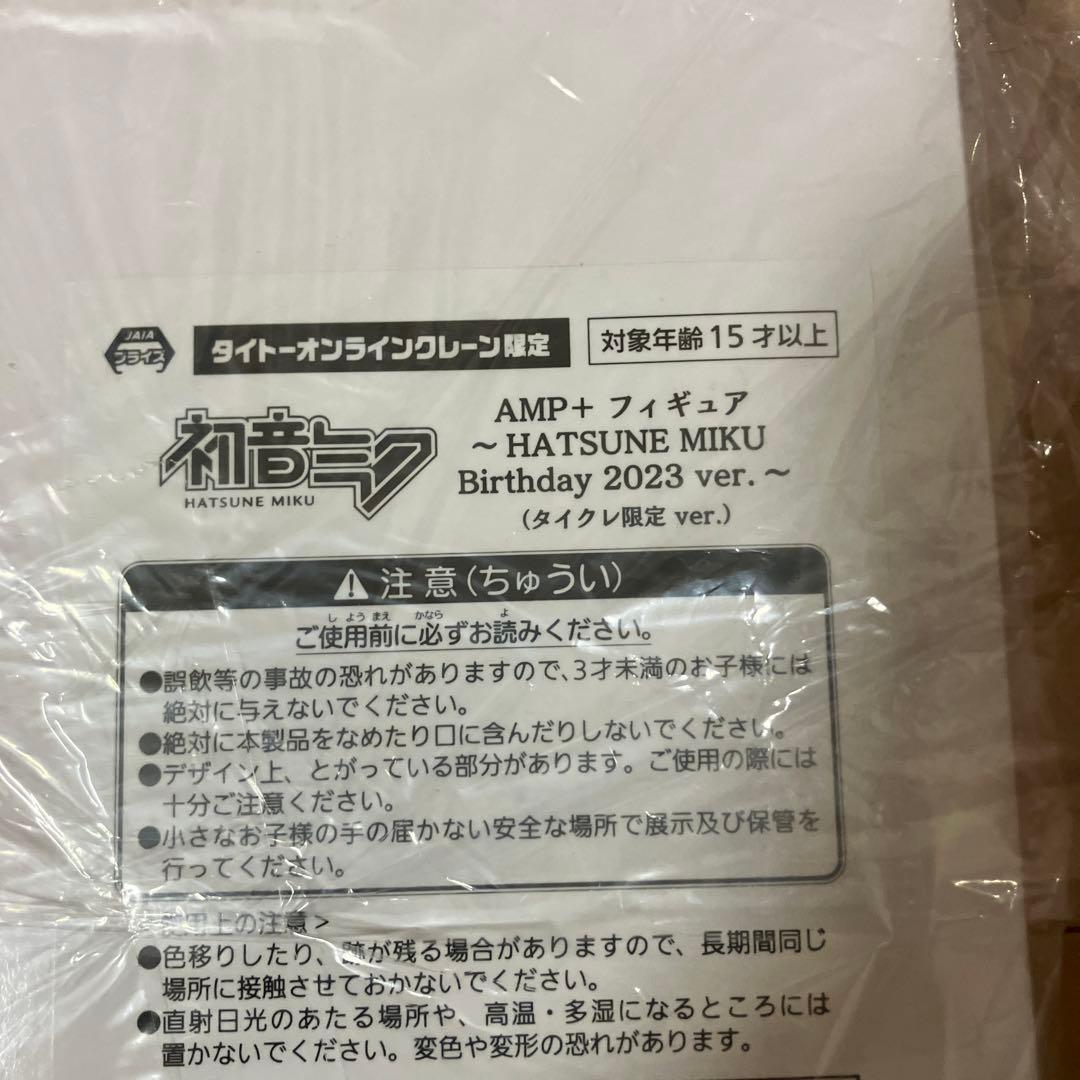 JAIA
プライズ
タイトーオンラインクレーン限定
対象年齢15才以上
初音ミク
HATSUNE MIKU
AMP+ フィギュア
~ HATSUNE MIKU
Birthday 2023 ver. ~
(タイクレ限定 ver.)
注意(ちゅうい)
し よう まえ かなら よ
ご使用前に必ずお読みください。
●誤飲等の事故の恐れがありますので、3才未満のお子様には
絶対に与えないでください。
●絶対に本製品をなめたり口に含んだりしないでください。
●デザイン上、とがっている部分があります。ご使用の際には
十分ご注意ください。
●小さなお子様の手の届かない安全な場所で展示及び保管を
行ってください。
用上の注意>
●色移りしたり、跡が残る場合がありますので、長期間同じ
場所に接触させておかないでください。
●直射日光のあたる場所や、高温・多湿になるところには
置かないでください。変色や変形の恐れがあります。